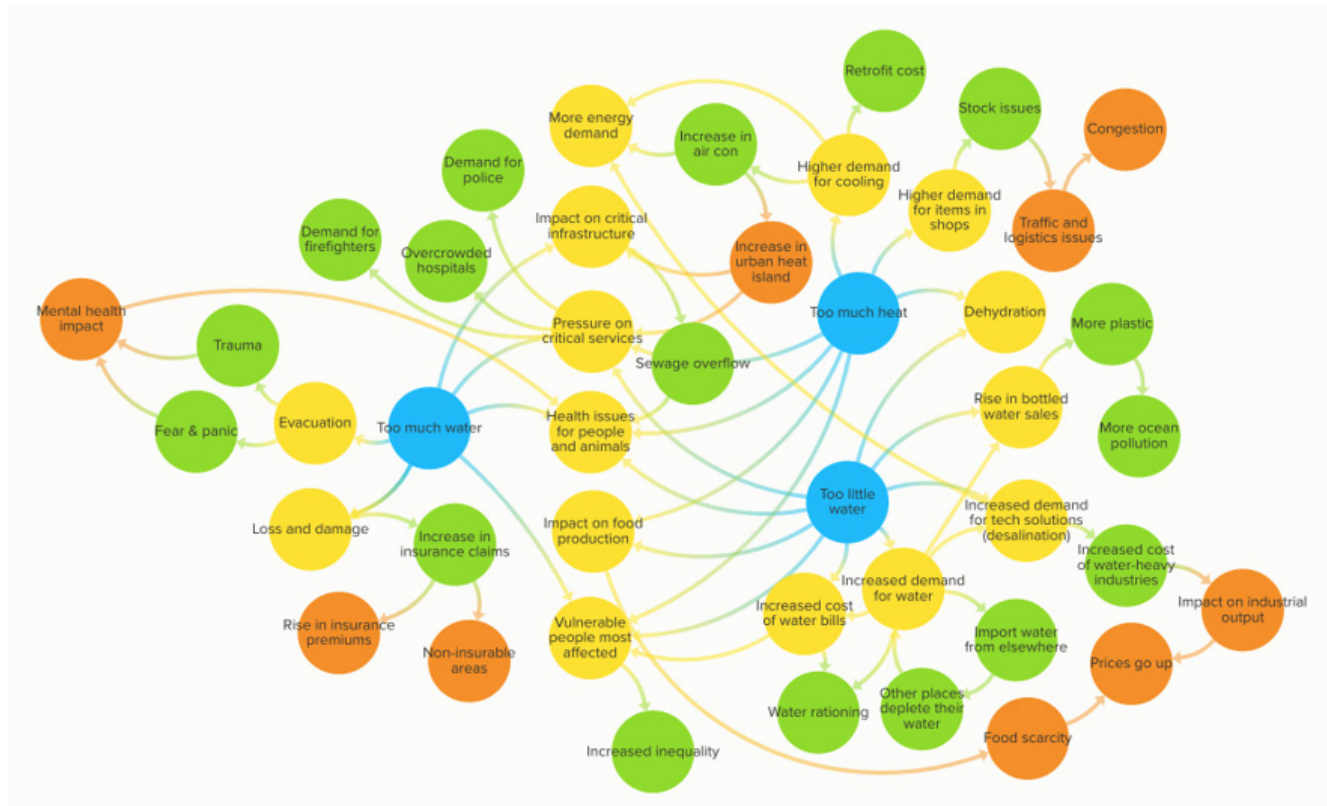 Retrofit cost
Stock issues
Congestion
More energy
demand
Increase in
air con
Demand for
police
Higher demand
for cooling
Higher demand
for items in
shops
Impact on critical
infrastructure
Traffic and
logistics issues
Demand for
firefighters
Overcrowded
hospitals
Increase in
urban heat
island
Mental health
impact
Too much heat
Dehydration
More plastic
Trauma
Pressure on
critical services
Sewage overflow
Rise in bottled
water sales
Evacuation
Fear & panic
Too much water
Health issues
for people
and animals
More ocean
pollution
Too little
water
Loss and damage
Increase in
insurance claims
Impact on food
production
Increased demand
for tech solutions
(desalination)
Increased cost
of water-heavy
industries
Increased demand
for water
Increased cost
of water bills
Impact on industrial
output
Rise in insurance
premiums
Non-insurable
areas
Vulnerable
people most
affected
Import water
from elsewhere
Prices go up
Water rationing
Other places
deplete their
water
Food scarcity
Increased inequality